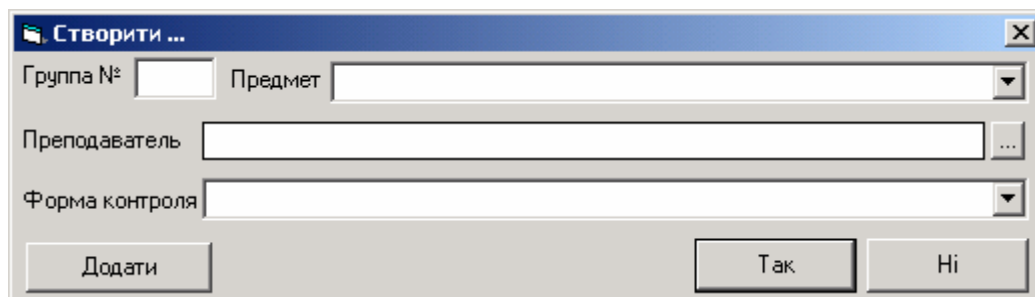 Створити ...
Группа № Предмет
Преподаватель ...
Форма контроля
Додати Так Ні